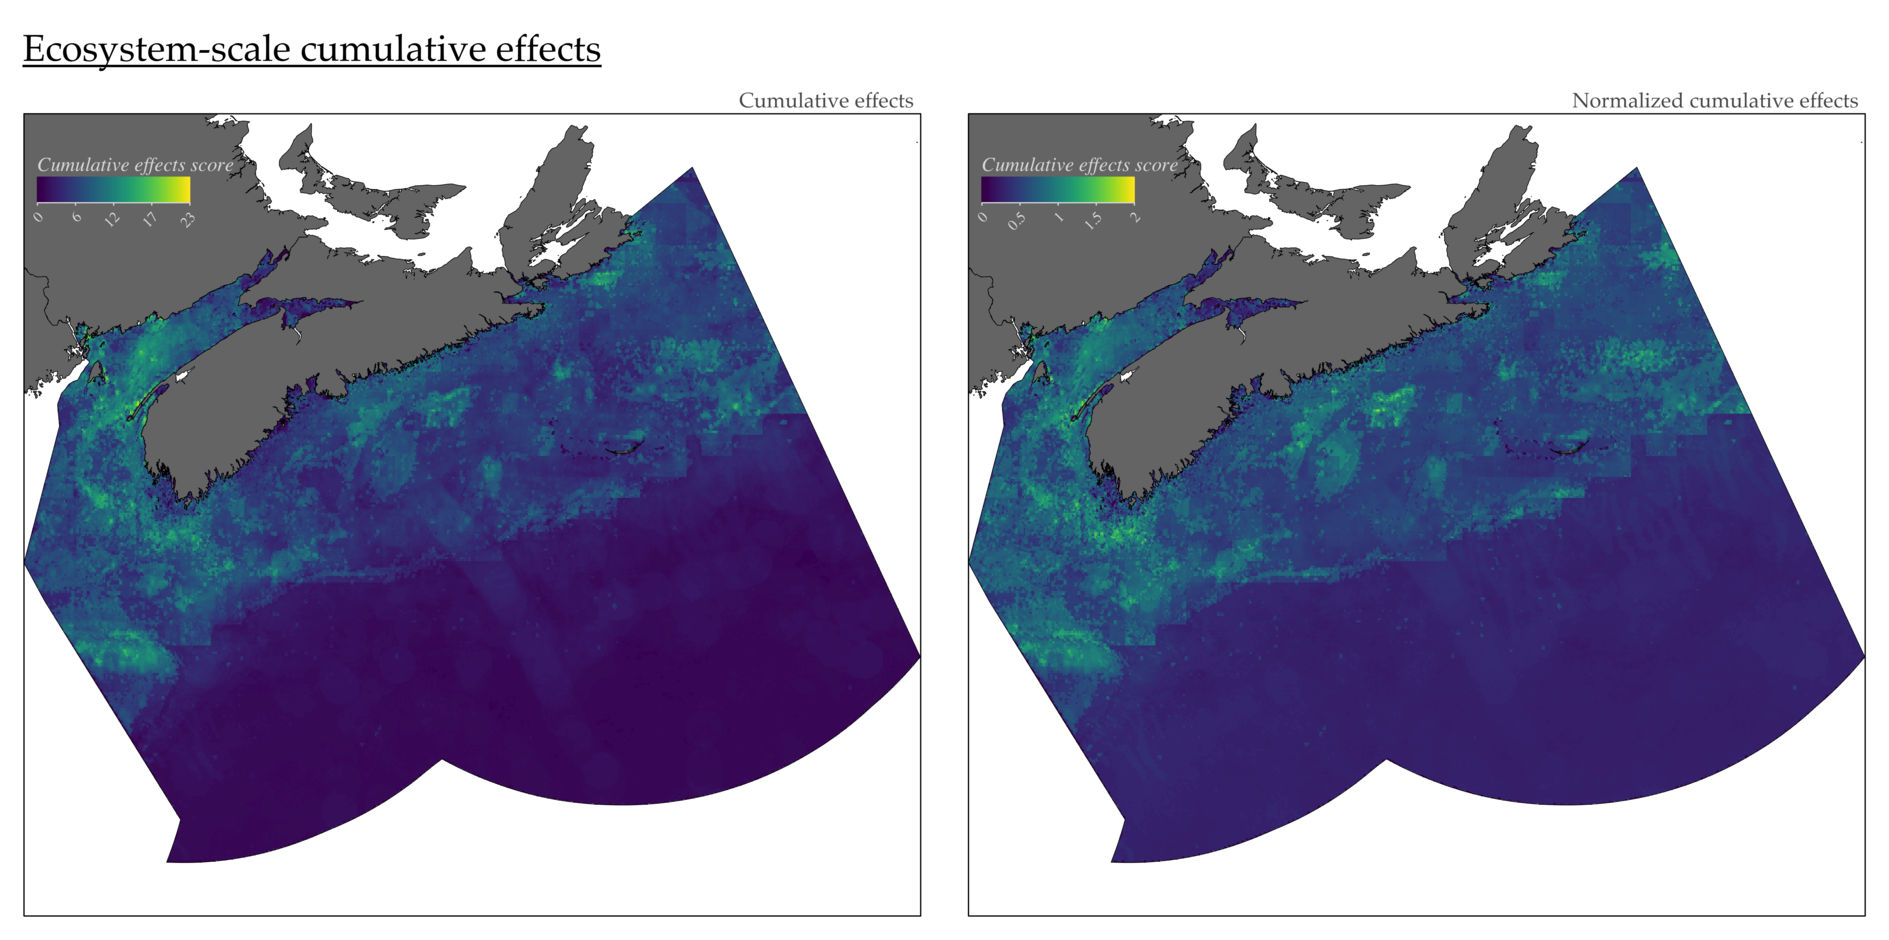 Ecosystem-scale cumulative effects
Cumulative effects
Cumulative effects score
0 6 12 17 23
Normalized cumulative effects
Cumulative effects score
0 0.5 1 1.5 2